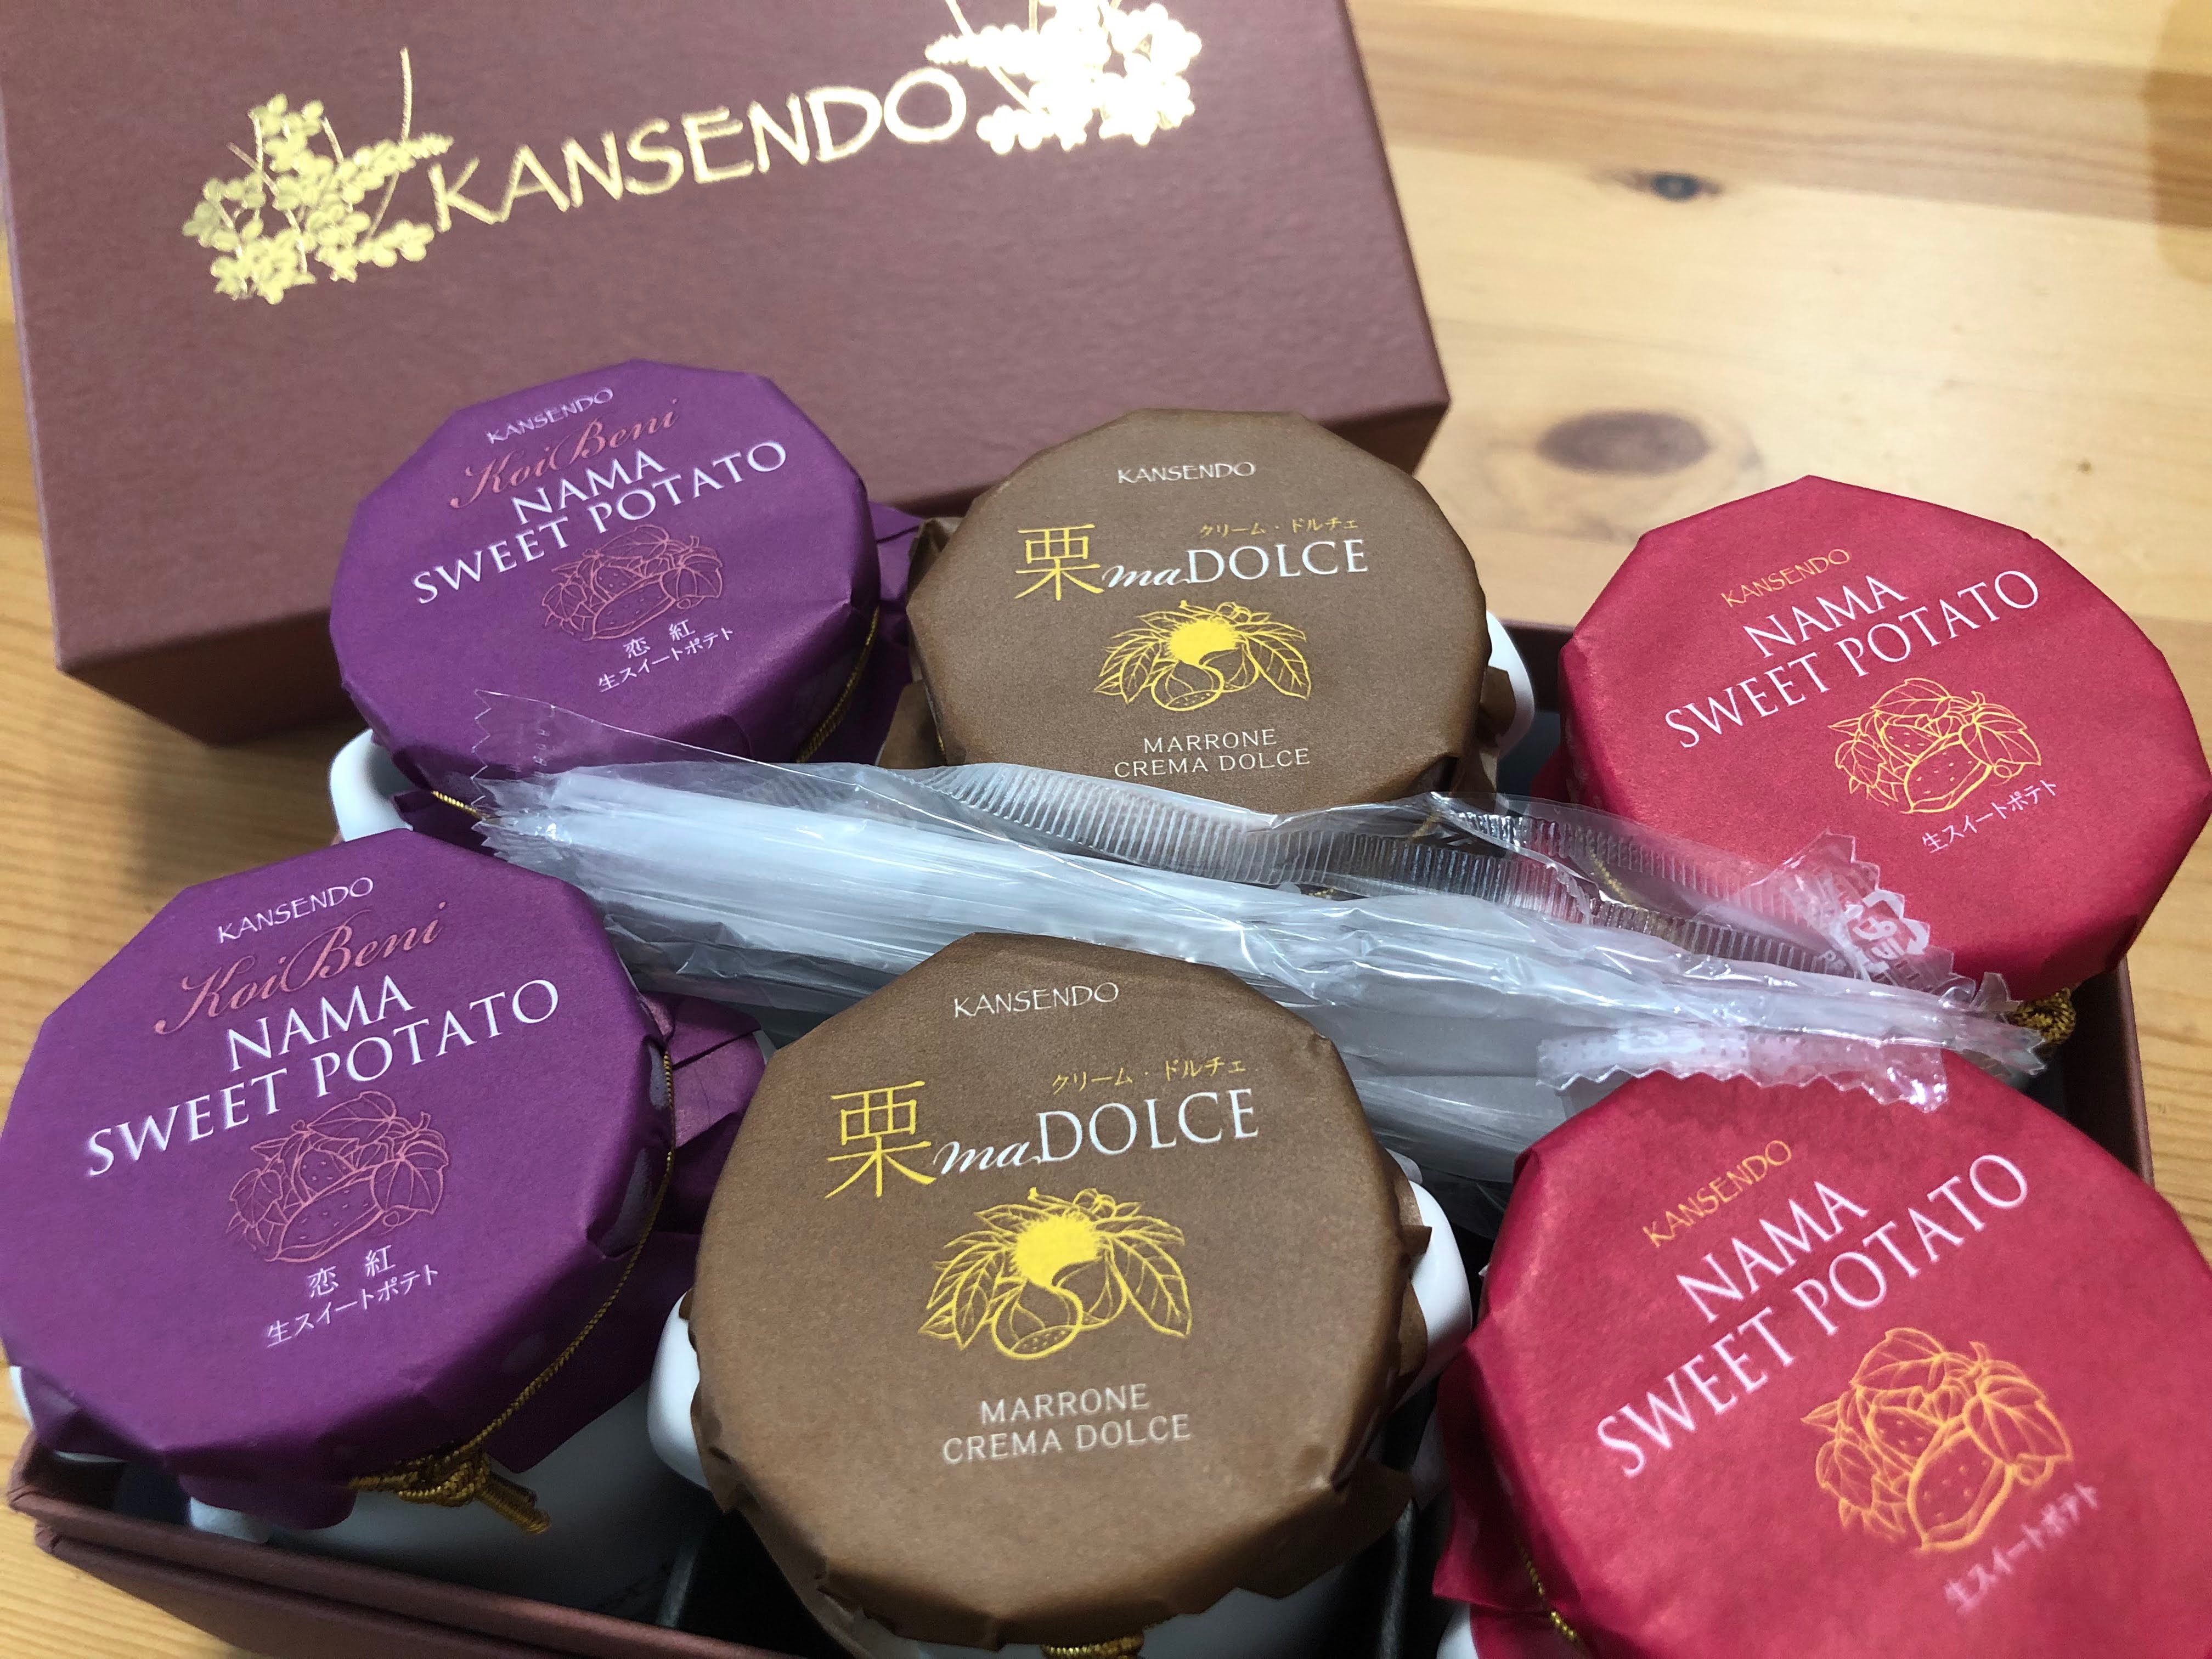 KANSENDO
KANSENDO
KoiBeni
NAMA
SWEET POTATO
恋 紅
生スイートポテト
KANSENDO
クリーム・ドルチェ
栗maDOLCE
MARRONE
CREMA DOLCE
KANSENDO
NAMA
SWEET POTATO
生スイートポテト
KANSENDO
KoiBeni
NAMA
SWEET POTATO
恋 紅
生スイートポテト
KANSENDO
クリーム・ドルチェ
栗maDOLCE
MARRONE
CREMA DOLCE
KANSENDO
NAMA
SWEET POTATO
生スイートポテト